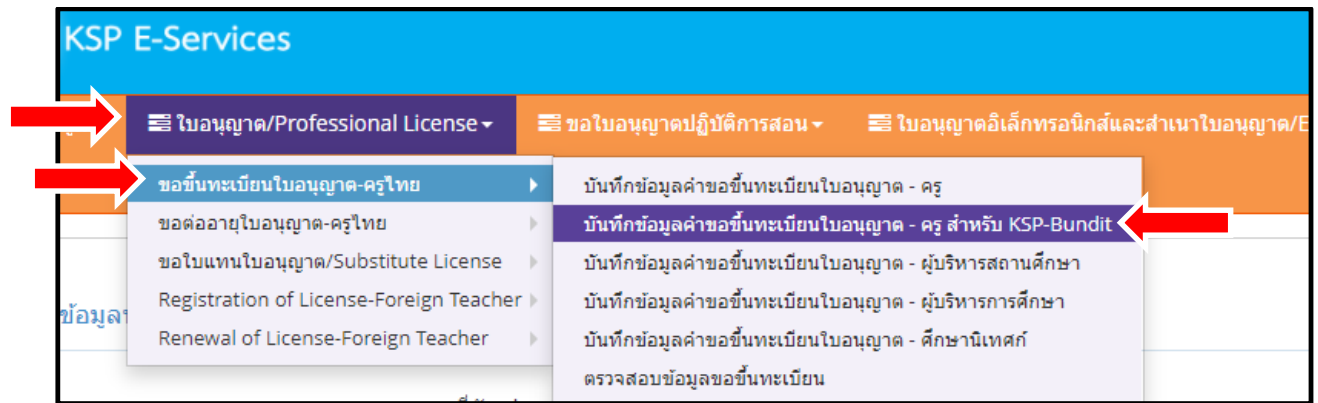 KSP E-Services
ใบอนุญาต/Professional License
ขอใบอนุญาตปฏิบัติการสอน
ใบอนุญาตอิเล็กทรอนิกส์และสำเนาใบอนุญาต/E
ขอขึ้นทะเบียนใบอนุญาต-ครูไทย
ขอต่ออายุใบอนุญาต-ครูไทย
ขอใบแทนใบอนุญาต/Substitute License
Registration of License-Foreign Teacher
Renewal of License-Foreign Teacher
บันทึกข้อมูลคำขอขึ้นทะเบียนใบอนุญาต - ครู
บันทึกข้อมูลคำขอขึ้นทะเบียนใบอนุญาต - ครู สำหรับ KSP-Bundit
บันทึกข้อมูลคำขอขึ้นทะเบียนใบอนุญาต - ผู้บริหารสถานศึกษา
บันทึกข้อมูลคำขอขึ้นทะเบียนใบอนุญาต - ผู้บริหารการศึกษา
บันทึกข้อมูลคำขอขึ้นทะเบียนใบอนุญาต - ศึกษานิเทศก์
ตรวจสอบข้อมูลขอขึ้นทะเบียน
ข้อมูล